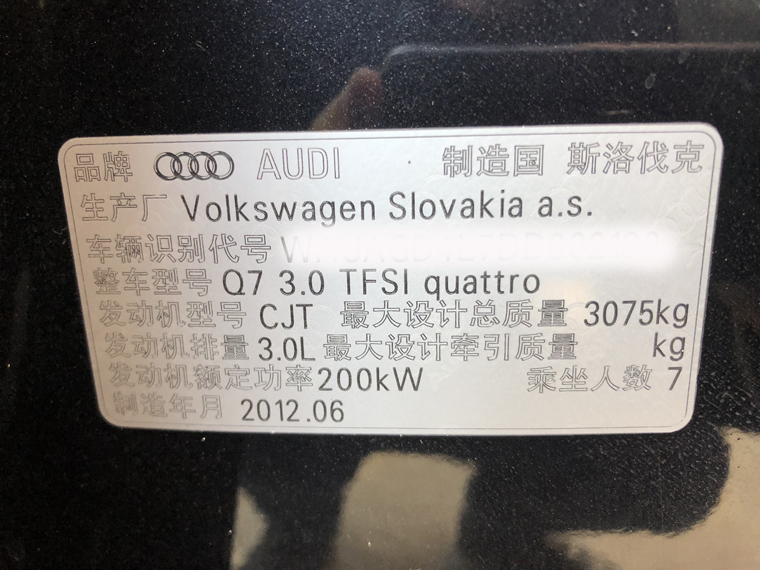 品牌 AUDI 制造国 斯洛伐克
生产厂 Volkswagen Slovakia a.s.
车辆识别代号
整车型号 Q7 3.0 TFSI quattro
发动机型号 CJT 最大设计总质量 3075kg
发动机排量 3.0L 最大设计牵引质量 kg
发动机额定功率 200kW 乘坐人数 7
制造年月 2012.06